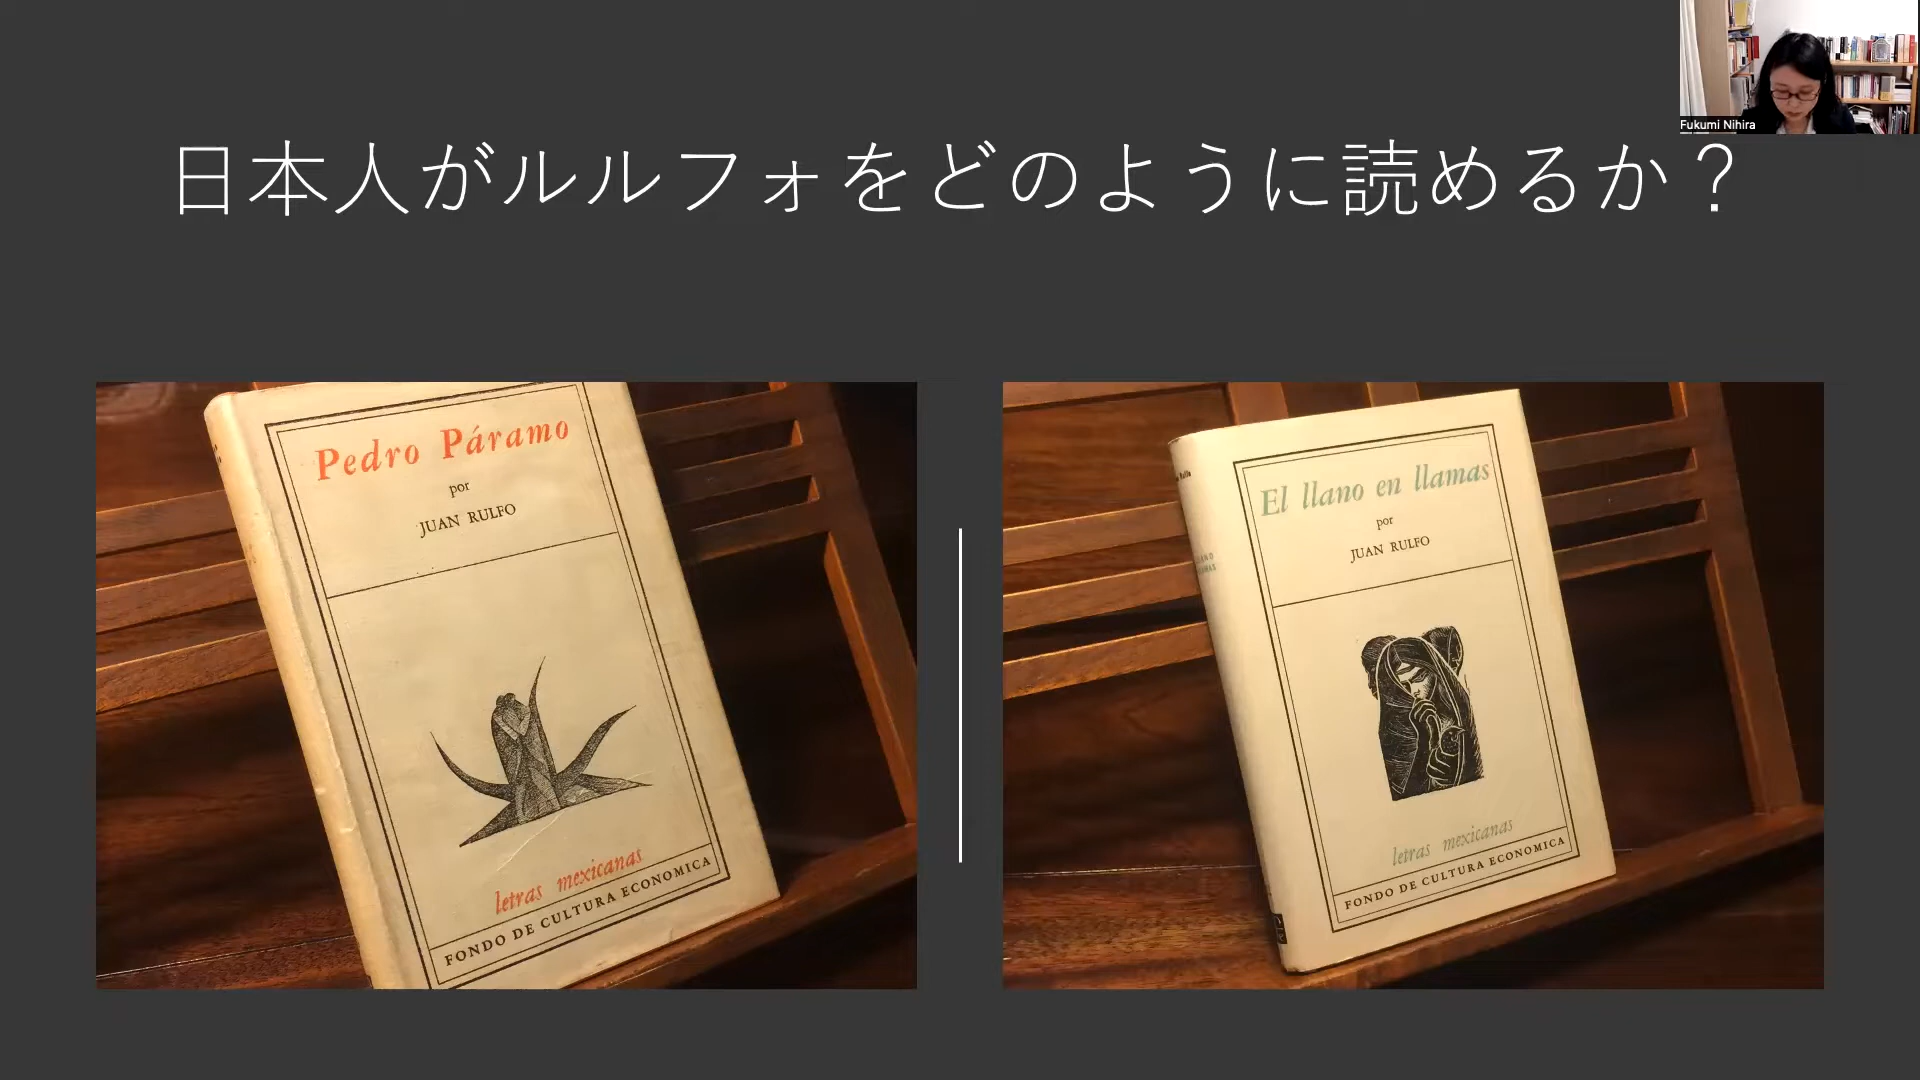 Fukumi Nihira
日本人がルルフォをどのように読めるか？
Pedro Páramo
por
JUAN RULFO
letras mexicanas
FONDO DE CULTURA ECONOMICA
El llano en llamas
por
JUAN RULFO
letras mexicanas
FONDO DE CULTURA ECONOMICA